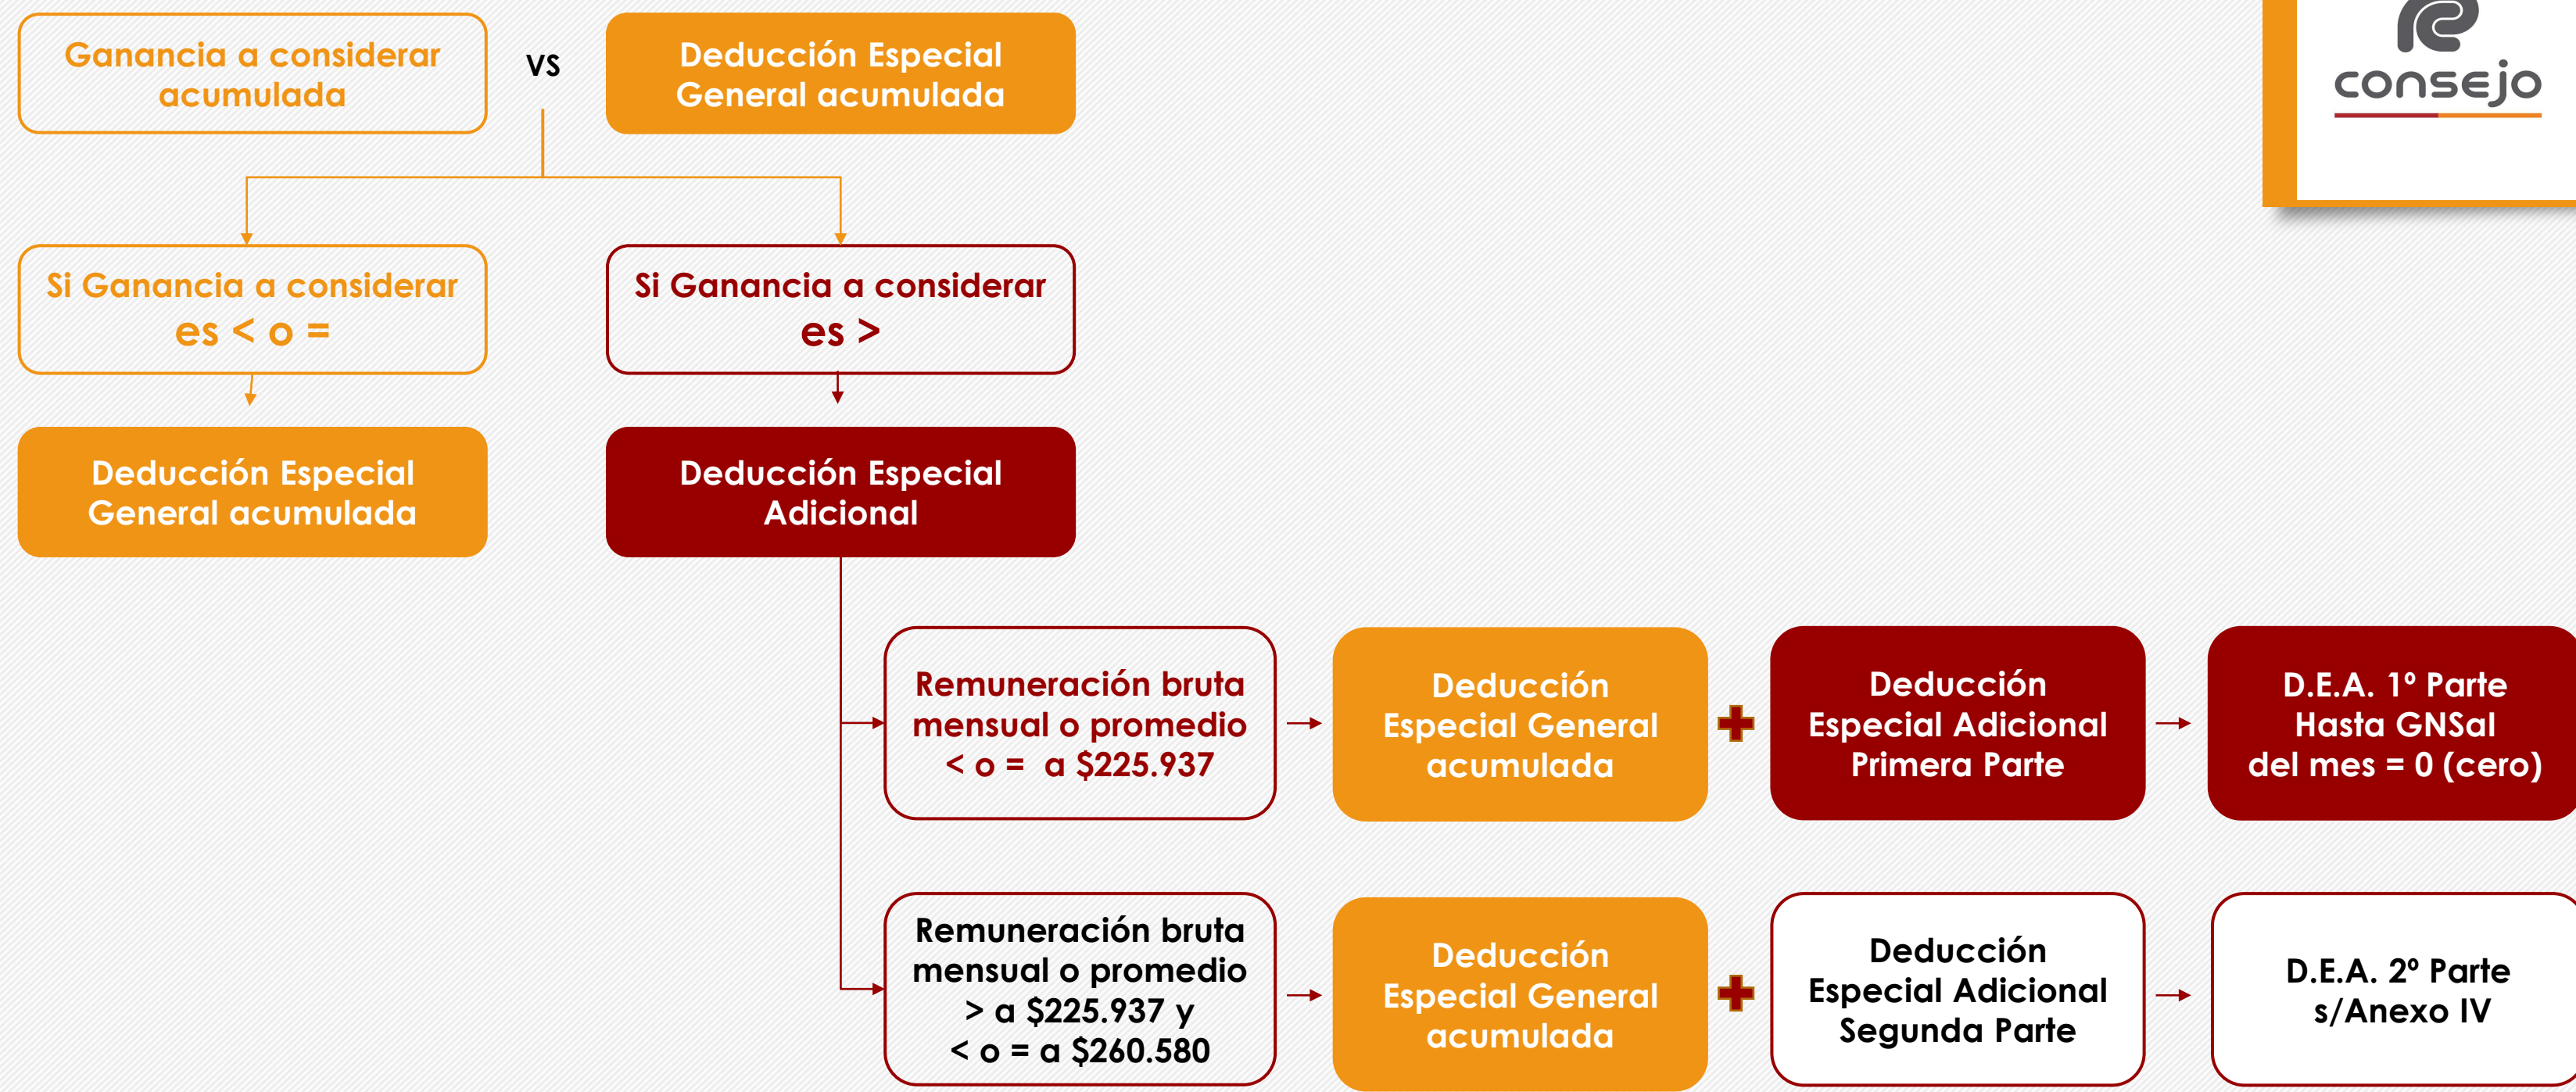 Ganancia a considerar
acumulada
vs
Deducción Especial
General acumulada
consejo
Si Ganancia a considerar
es < o =
Si Ganancia a considerar
es >
Deducción Especial
General acumulada
Deducción Especial
Adicional
Remuneración bruta
mensual o promedio
< o = a $225.937
Deducción
Especial General
acumulada
Deducción
Especial Adicional
Primera Parte
D.E.A. 1º Parte
Hasta GNSal
del mes = 0 (cero)
Remuneración bruta
mensual o promedio
> a $225.937 y
< o = a $260.580
Deducción
Especial General
acumulada
Deducción
Especial Adicional
Segunda Parte
D.E.A. 2º Parte
s/Anexo IV